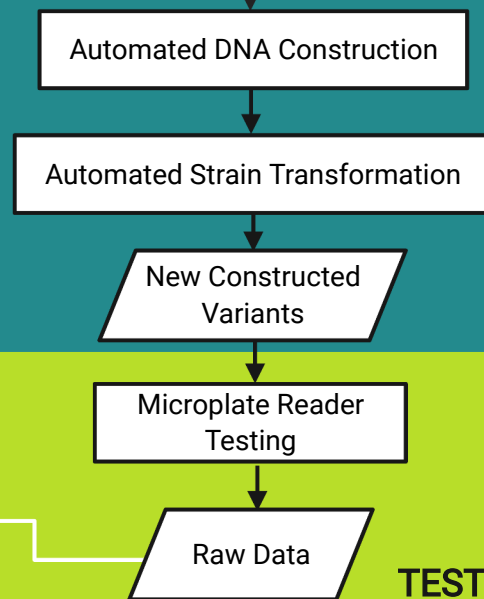 Automated DNA Construction
Automated Strain Transformation
New Constructed
Variants
Microplate Reader
Testing
Raw Data
TEST